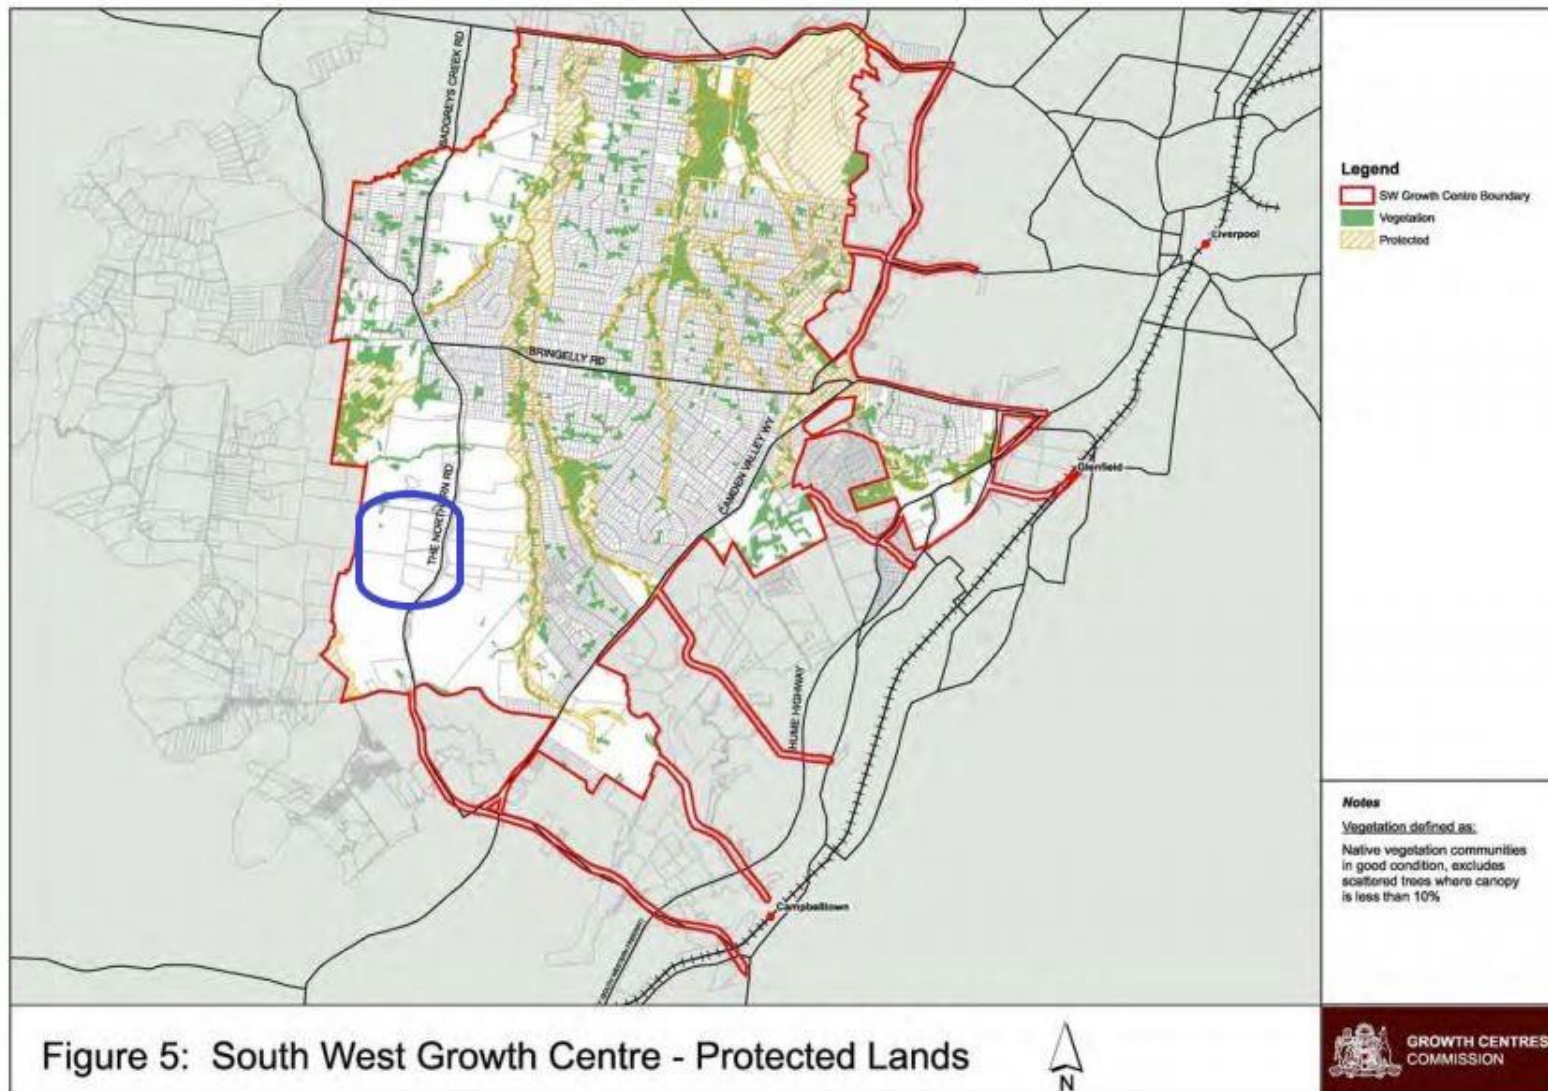 BADGREYS CREEK RD
BRINGELLY RD
THE NORTHERN RD
CAMDEN VALLEY WY
HUME HIGHWAY
Liverpool
Glenfield
Campbelltown
Legend
SW Growth Centre Boundary
Vegetation
Protected
Notes
Vegetation defined as:
Native vegetation communities
in good condition, excludes
scattered trees where canopy
is less than 10%
Figure 5: South West Growth Centre - Protected Lands
N
GROWTH CENTRES
COMMISSION